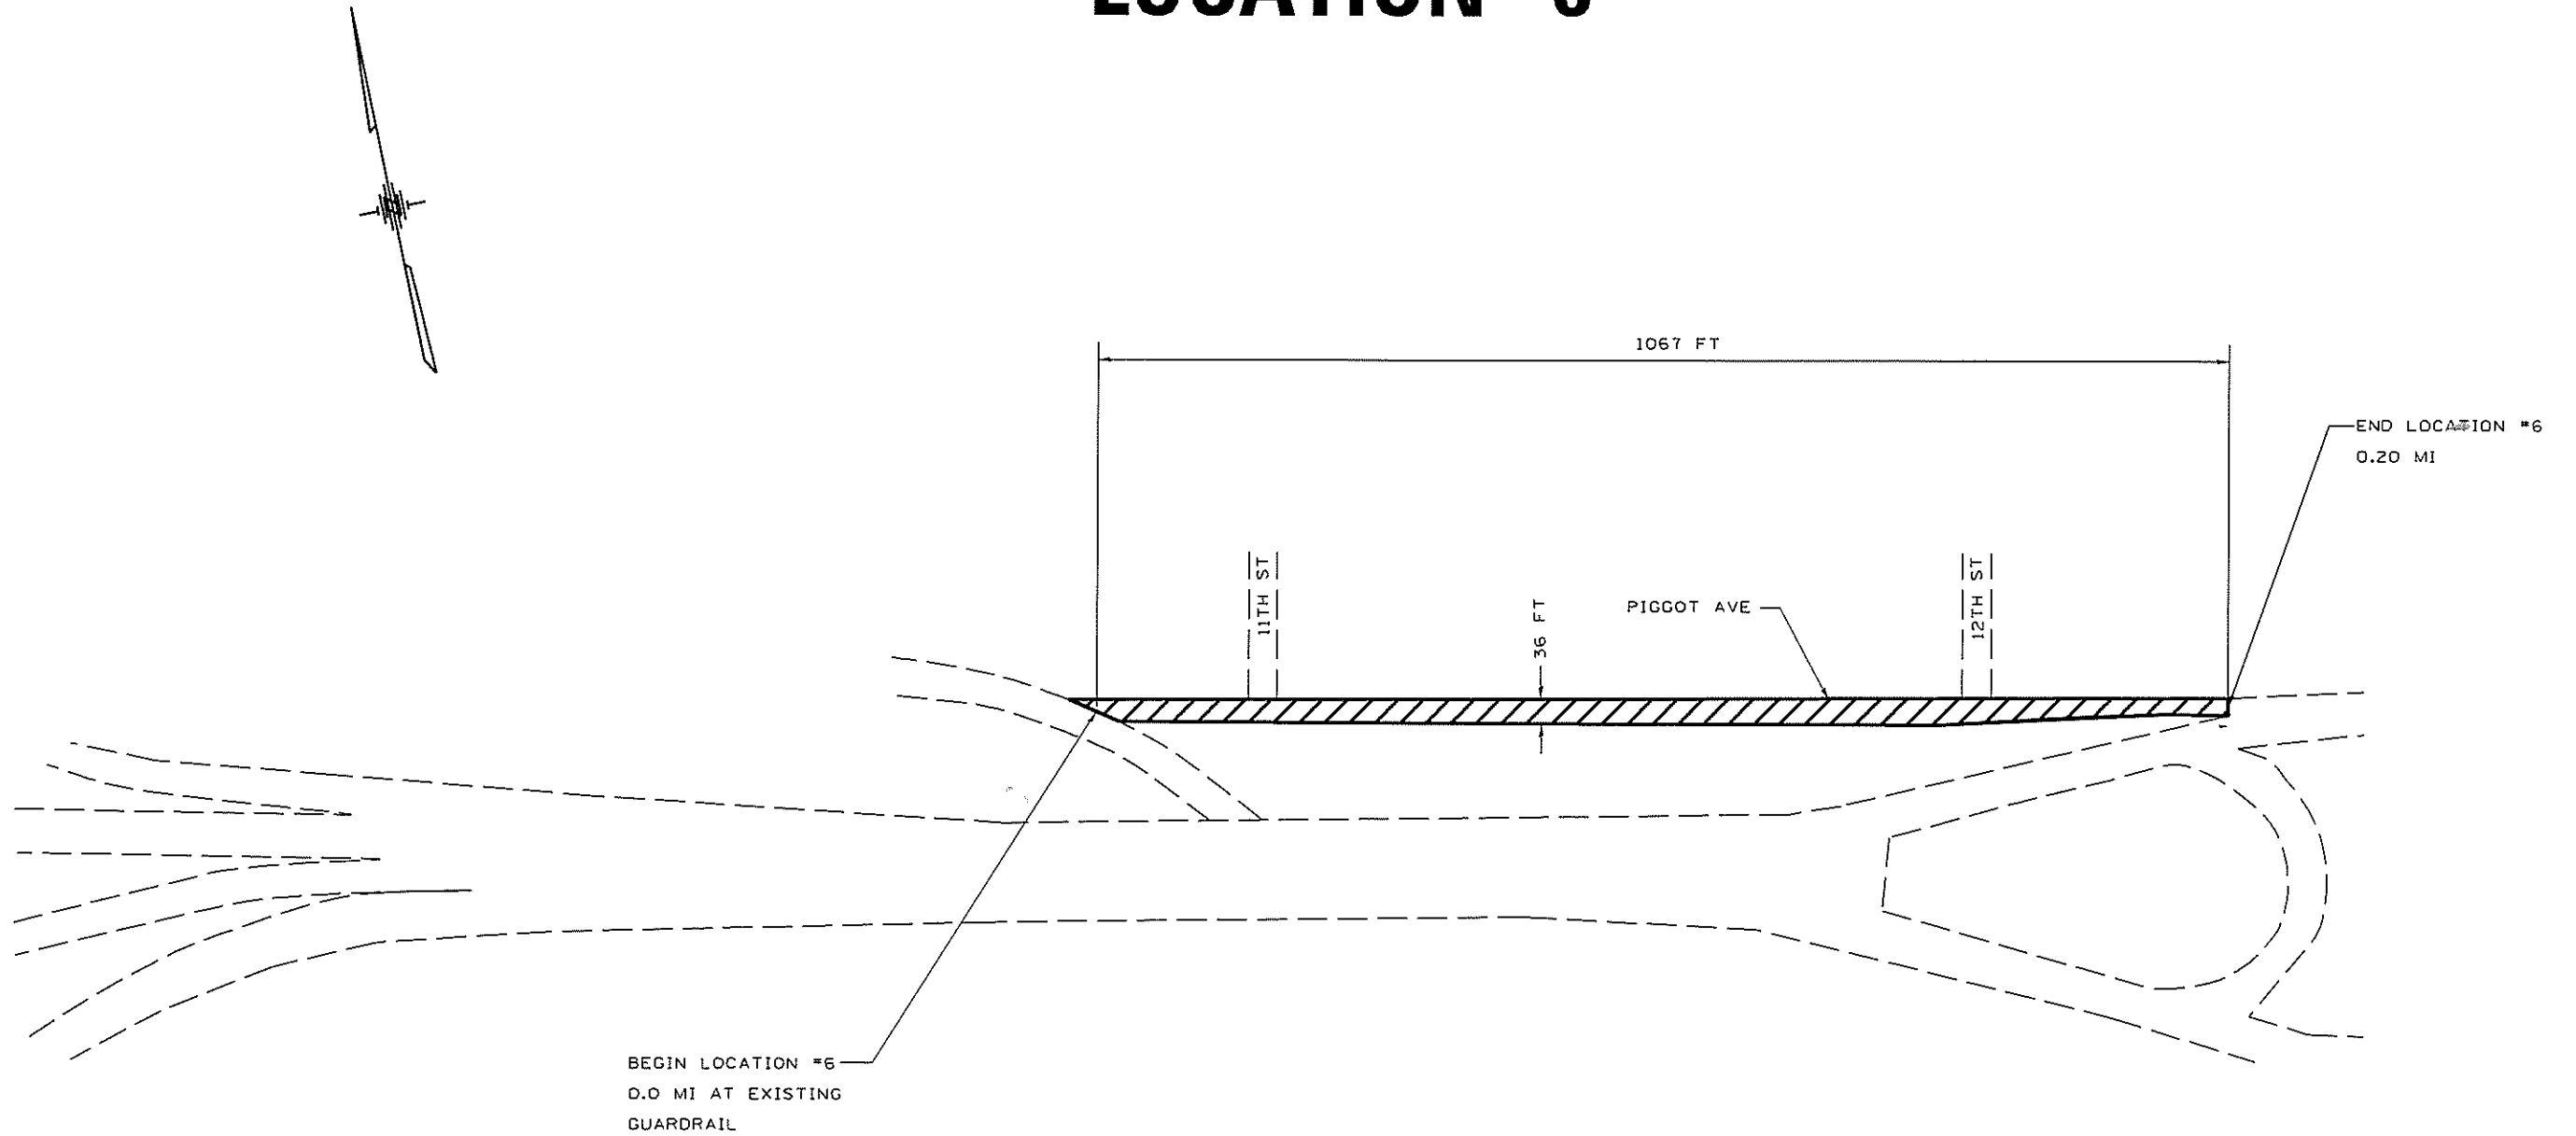 LOCATION #6
1067 FT
END LOCATION #6
0.20 MI
11TH ST
36 FT
PIGGOT AVE
12TH ST
BEGIN LOCATION #6
0.0 MI AT EXISTING
GUARDRAIL